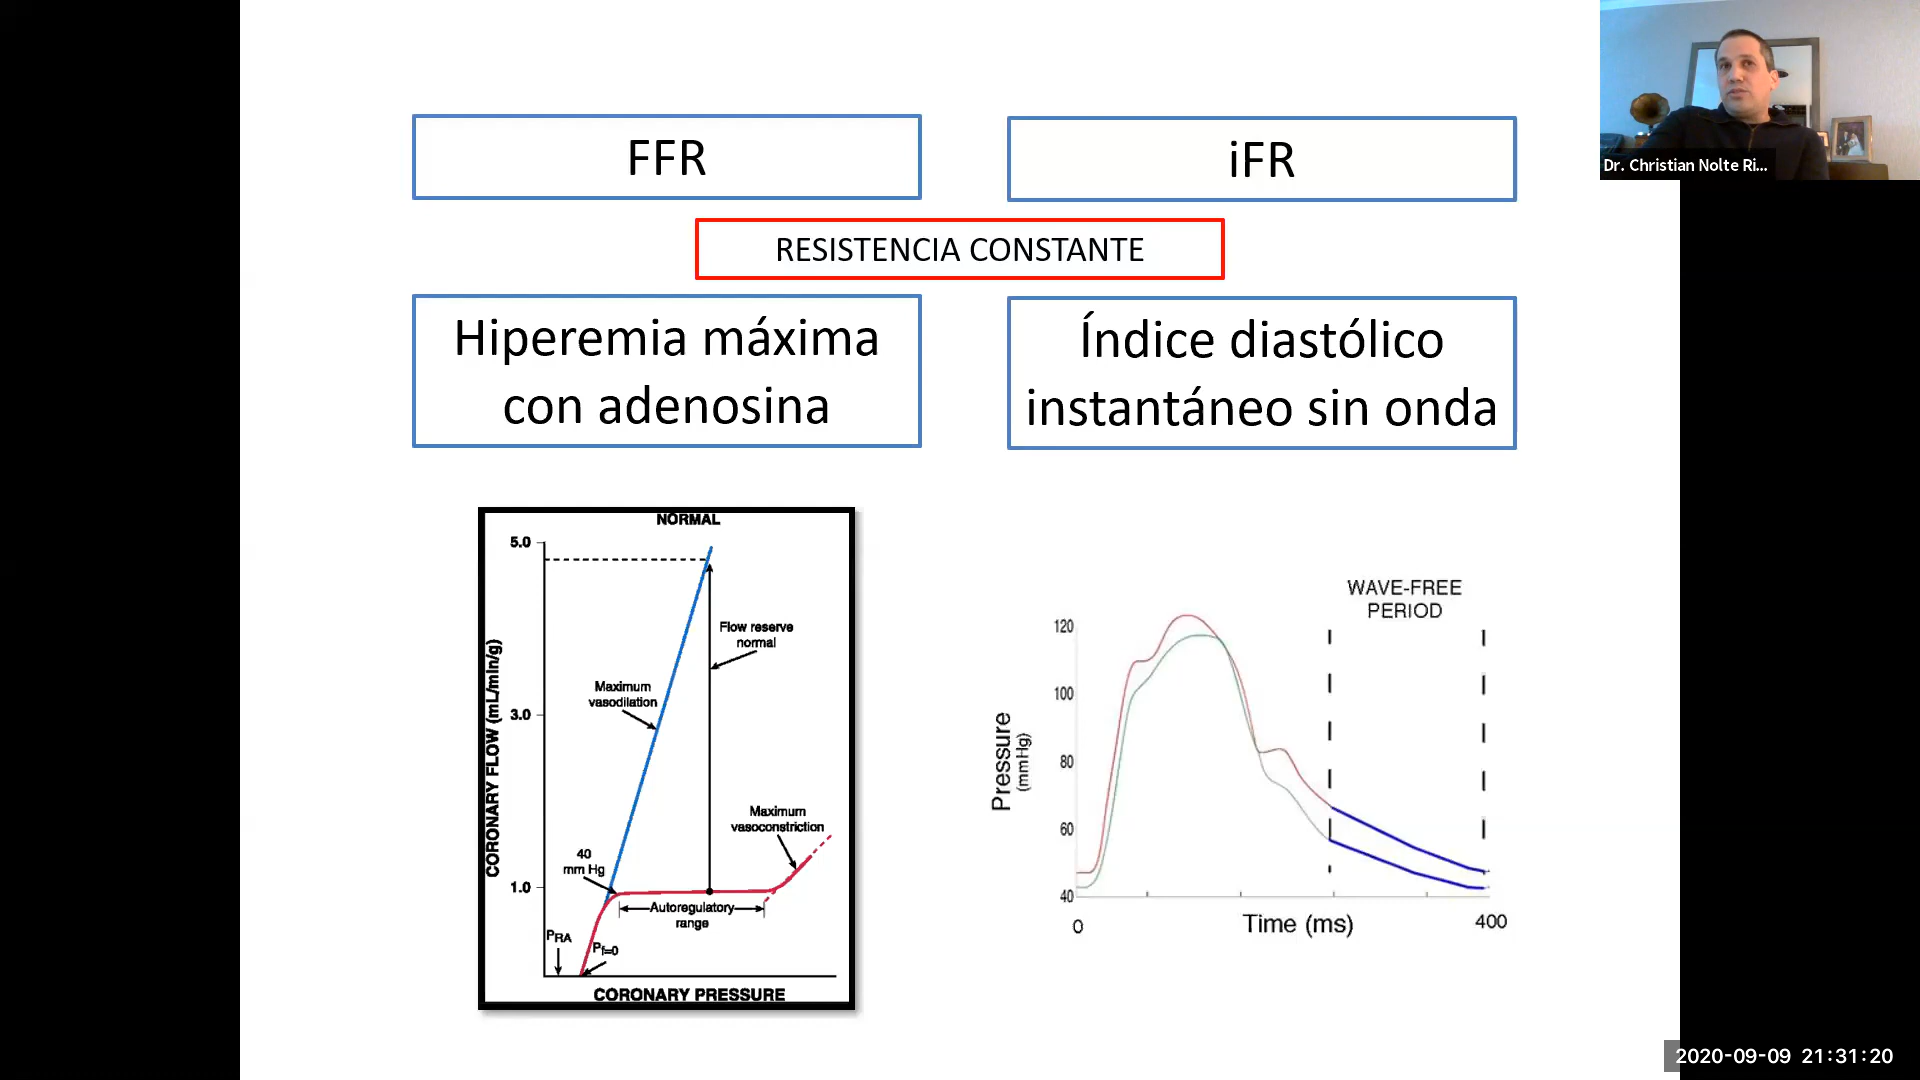 FFR
iFR
RESISTENCIA CONSTANTE
Hiperemia máxima
con adenosina
Índice diastólico
instantáneo sin onda
NORMAL
5.0
3.0
1.0
CORONARY FLOW (mL/min/g)
Flow reserve
normal
Maximum
vasodilation
Maximum
vasoconstriction
40
mm Hg
Autoregulatory
range
PRA
Pf=0
CORONARY PRESSURE
WAVE-FREE
PERIOD
120
100
80
60
40
Pressure
(mmHg)
0
Time (ms)
400
Dr. Christian Nolte Ri...
2020-09-09 21:31:20